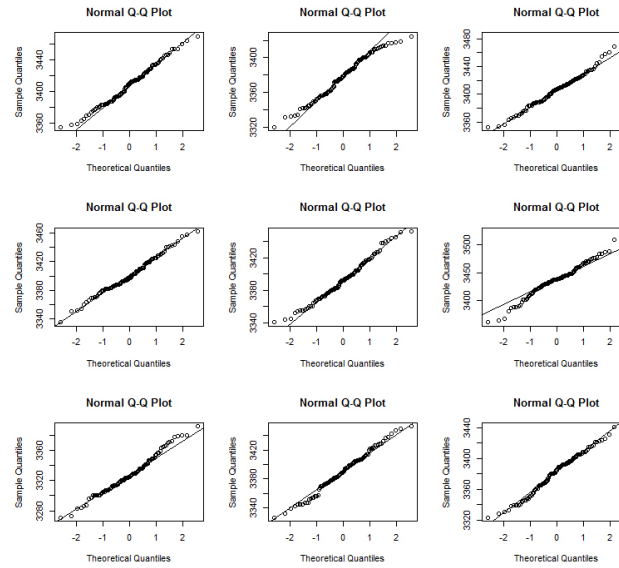 Normal Q-Q Plot
Sample Quantiles
3360 3400 3440
-2 -1 0 1 2
Theoretical Quantiles
Normal Q-Q Plot
Sample Quantiles
3320 3360 3400
-2 -1 0 1 2
Theoretical Quantiles
Normal Q-Q Plot
Sample Quantiles
3360 3400 3440 3480
-2 -1 0 1 2
Theoretical Quantiles
Normal Q-Q Plot
Sample Quantiles
3340 3380 3420 3460
-2 -1 0 1 2
Theoretical Quantiles
Normal Q-Q Plot
Sample Quantiles
3340 3380 3420
-2 -1 0 1 2
Theoretical Quantiles
Normal Q-Q Plot
Sample Quantiles
3400 3450 3500
-2 -1 0 1 2
Theoretical Quantiles
Normal Q-Q Plot
Sample Quantiles
3280 3320 3360
-2 -1 0 1 2
Theoretical Quantiles
Normal Q-Q Plot
Sample Quantiles
3340 3380 3420
-2 -1 0 1 2
Theoretical Quantiles
Normal Q-Q Plot
Sample Quantiles
3320 3360 3400
-2 -1 0 1 2
Theoretical Quantiles